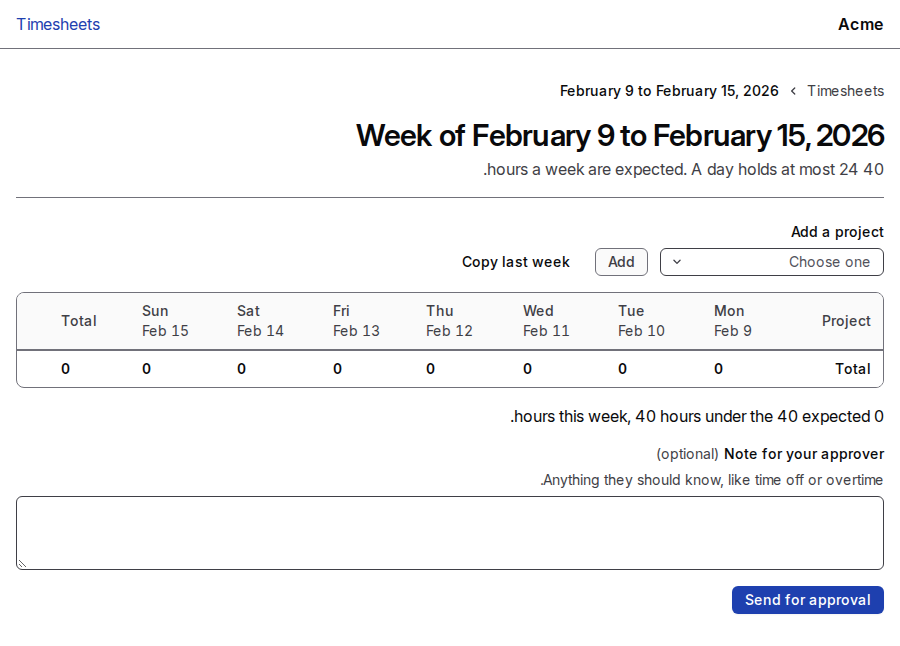 Acme Timesheets
Timesheets February 9 to February 15, 2026
Week of February 9 to February 15, 2026
40 hours a week are expected. A day holds at most 24.
Add a project
Choose one Add Copy last week
Project Mon Feb 9 Tue Feb 10 Wed Feb 11 Thu Feb 12 Fri Feb 13 Sat Feb 14 Sun Feb 15 Total
Total 0 0 0 0 0 0 0 0
0 hours this week, 40 hours under the 40 expected.
Note for your approver (optional)
Anything they should know, like time off or overtime.
Send for approval